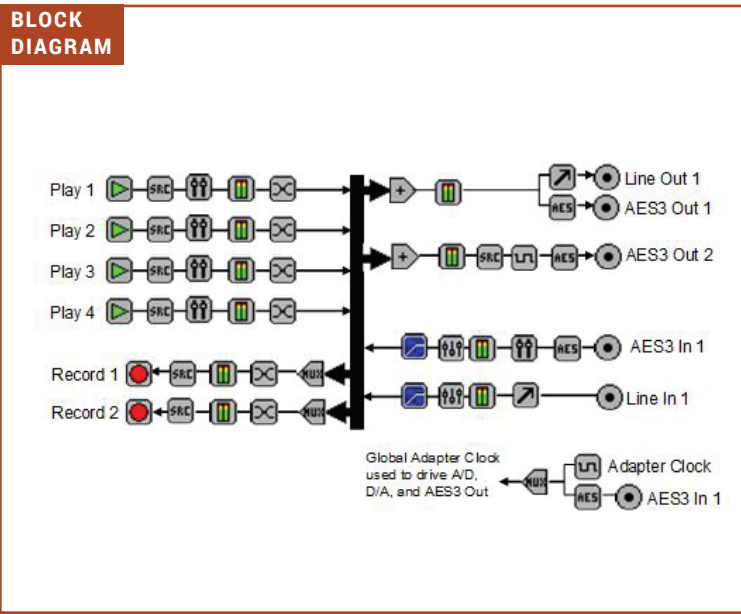 BLOCK
DIAGRAM
Play 1 SRC
Play 2 SRC
Play 3 SRC
Play 4 SRC
Record 1 SRC MUX
Record 2 SRC MUX
+ Line Out 1
AES AES3 Out 1
+ SRC AES AES3 Out 2
AES AES3 In 1
Line In 1
Global Adapter Clock
used to drive A/D,
D/A, and AES3 Out
MUX
Adapter Clock
AES AES3 In 1